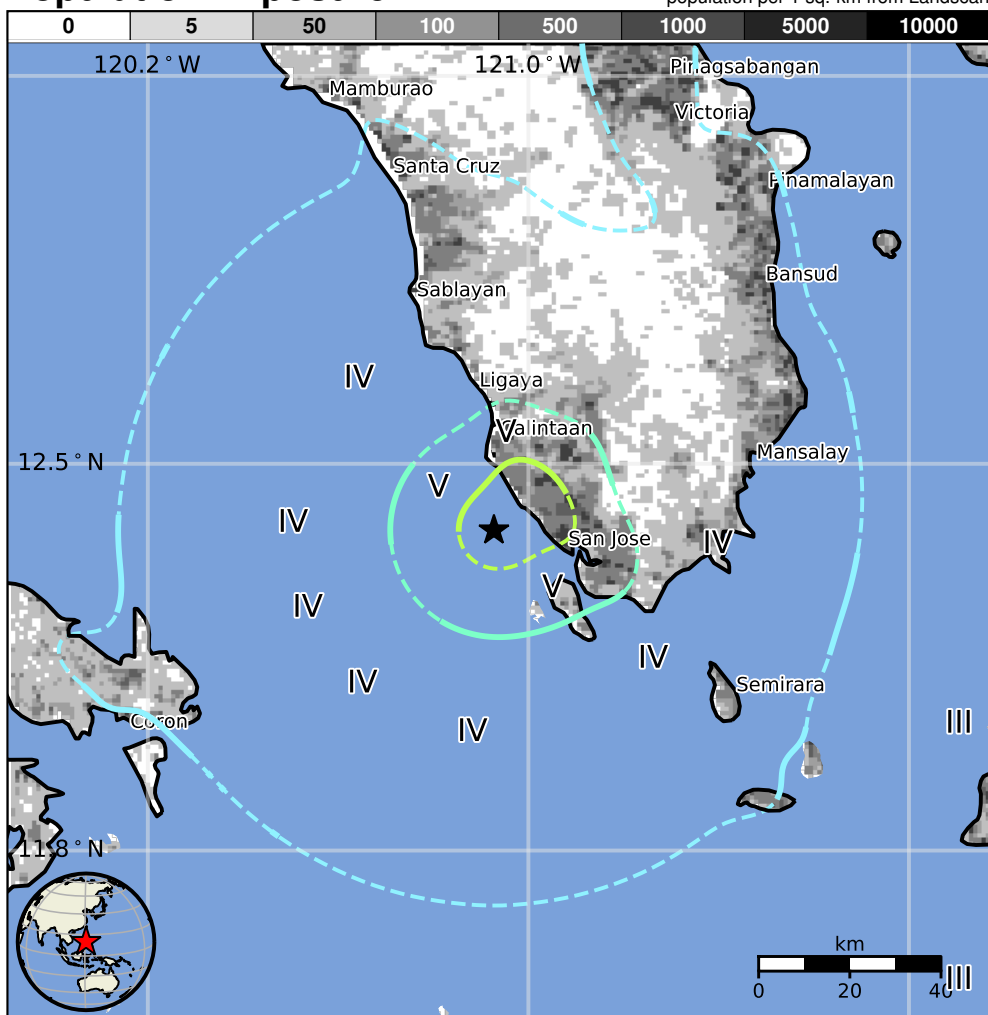 population per 1 sq. km from Landscan
0 5 50 100 500 1000 5000 10000
120.2°W 121.0°W Pinagsabangan
Mamburao
Victoria
Santa Cruz
Pinamalayan
Bansud
Sablayan
IV
Ligaya
V Calintaan
12.5°N Mansalay
V
IV
San Jose IV
V
IV
IV
IV Semirara
Coron
IV
III
11.8°N
km
0 20 40
III